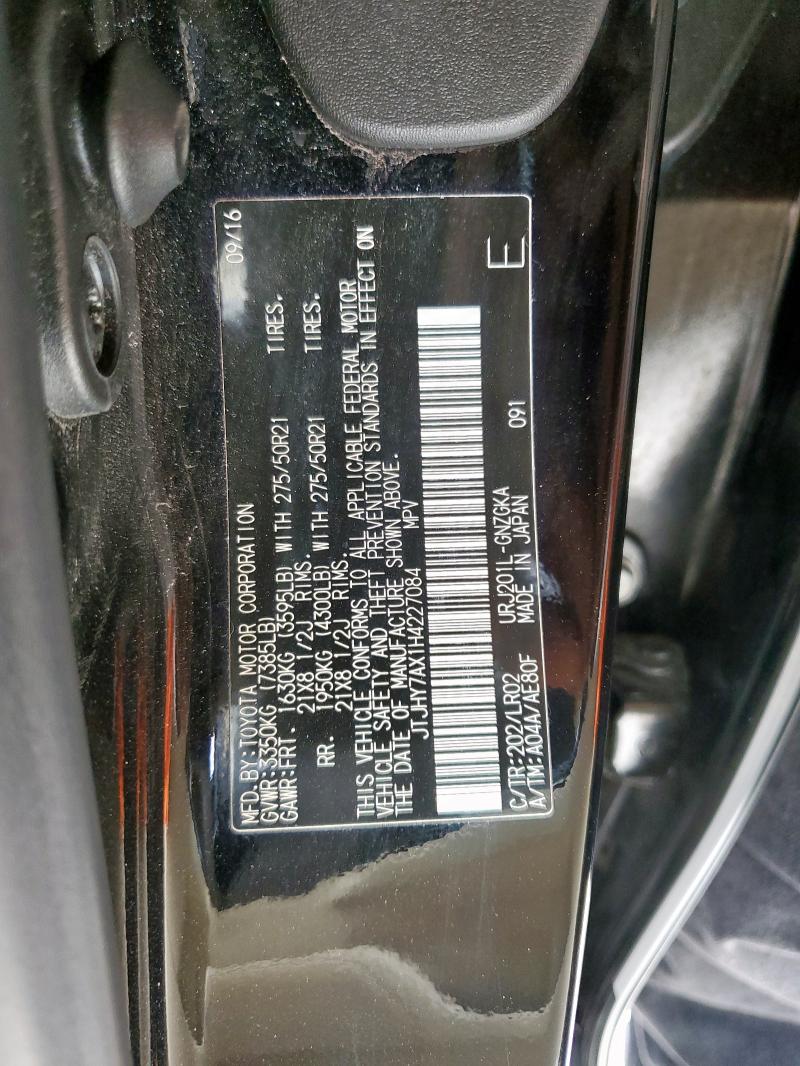 MFD.BY:TOYOTA MOTOR CORPORATION 09/16
GVWR:3350KG (7385LB)
GAWR:FRT. 1630KG (3595LB) WITH 275/50R21 TIRES.
21X8 1/2J RIMS.
RR. 1950KG (4300LB) WITH 275/50R21 TIRES.
21X8 1/2J RIMS.
THIS VEHICLE CONFORMS TO ALL APPLICABLE FEDERAL MOTOR
VEHICLE SAFETY AND THEFT PREVENTION STANDARDS IN EFFECT ON
THE DATE OF MANUFACTURE SHOWN ABOVE.
JTJHY7AX1H4227084 MPV
E
C/TR:202/LR02 URJ201L-GNZGKA 091
A/TM:A04A/AE80F MADE IN JAPAN